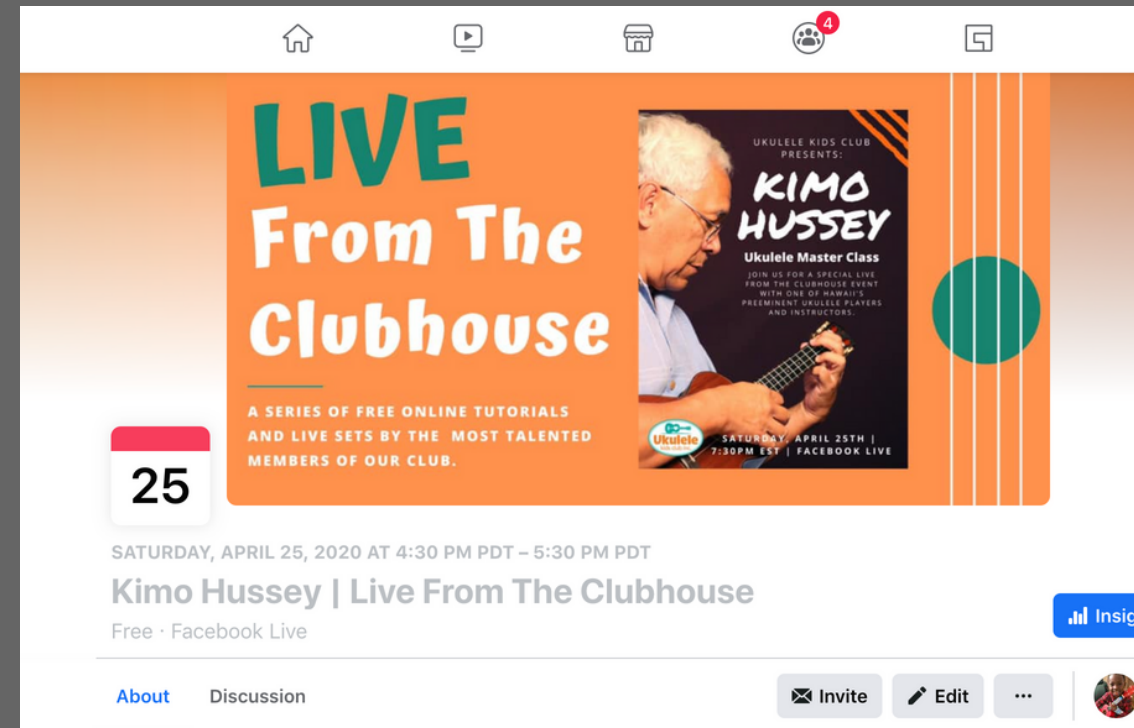 4
LIVE
From The
Clubhouse
A SERIES OF FREE ONLINE TUTORIALS
AND LIVE SETS BY THE MOST TALENTED
MEMBERS OF OUR CLUB.
UKULELE KIDS CLUB
PRESENTS:
KIMO
HUSSEY
Ukulele Master Class
JOIN US FOR A SPECIAL LIVE
FROM THE CLUBHOUSE EVENT
WITH ONE OF HAWAII'S
PREEMINENT UKULELE PLAYERS
AND INSTRUCTORS.
Ukulele
SATURDAY, APRIL 25TH |
7:30PM EST | FACEBOOK LIVE
25
SATURDAY, APRIL 25, 2020 AT 4:30 PM PDT – 5:30 PM PDT
Kimo Hussey | Live From The Clubhouse
Free · Facebook Live
Insig
About Discussion Invite Edit